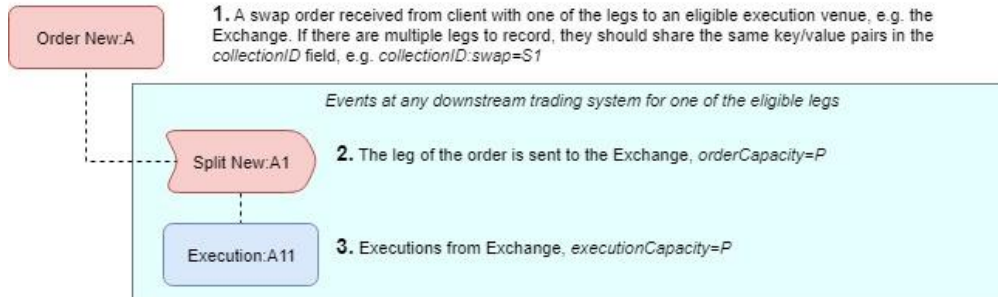 Order New:A
1. A swap order received from client with one of the legs to an eligible execution venue, e.g. the
Exchange. If there are multiple legs to record, they should share the same key/value pairs in the
collectionID field, e.g. collectionID:swap=S1
Events at any downstream trading system for one of the eligible legs
Split New:A1
2. The leg of the order is sent to the Exchange, orderCapacity=P
Execution:A11
3. Executions from Exchange, executionCapacity=P